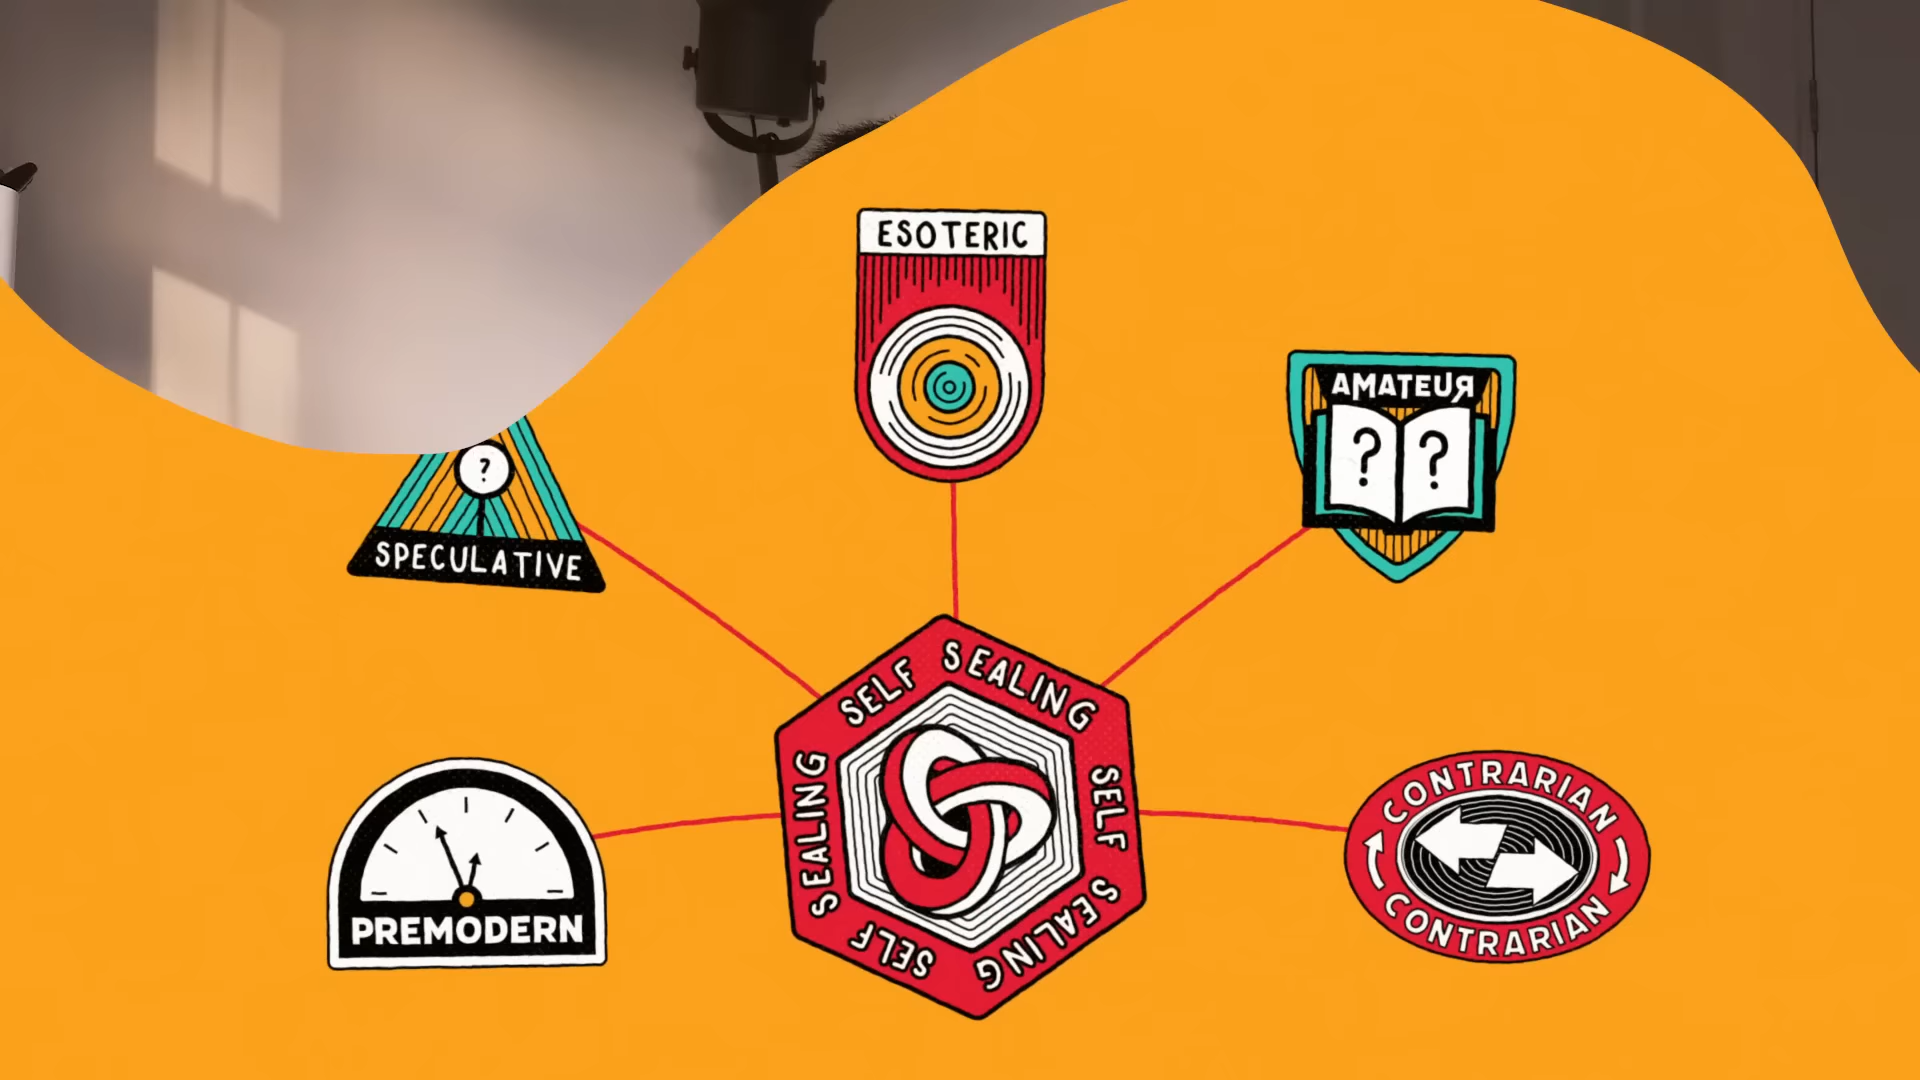 ESOTERIC
AMATEUR
? ?
?
SPECULATIVE
SELF SEALING
SELF SEALING
SELF SEALING
PREMODERN
CONTRARIAN
CONTRARIAN